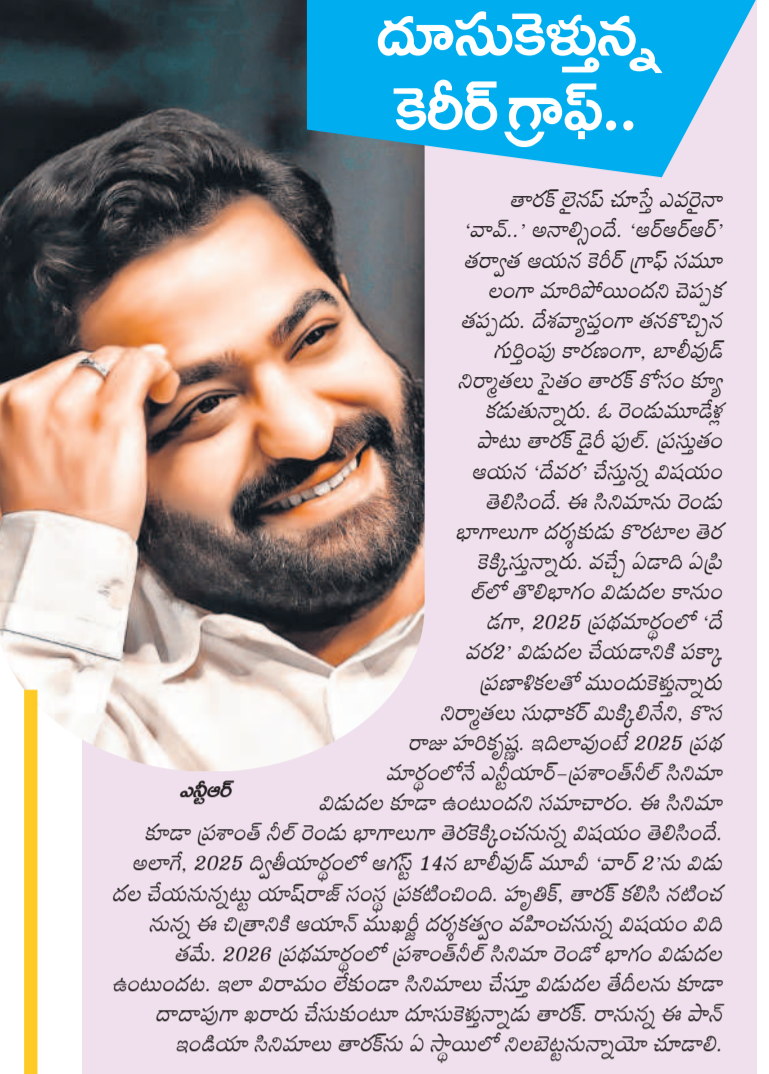 దూసుకెళ్తున్న
కెరీర్ గ్రాఫ్..
తారక్ లైనప్ చూస్తే ఎవరైనా
‘వావ్..’ అనాల్సిందే. ‘ఆర్ఆర్ఆర్’
తర్వాత ఆయన కెరీర్ గ్రాఫ్ సమూ
లంగా మారిపోయిందని చెప్పక
తప్పదు. దేశవ్యాప్తంగా తనకొచ్చిన
గుర్తింపు కారణంగా, బాలీవుడ్
నిర్మాతలు సైతం తారక్ కోసం క్యూ
కడుతున్నారు. ఓ రెండుమూడేళ్ల
పాటు తారక్ డైరీ ఫుల్. ప్రస్తుతం
ఆయన ‘దేవర’ చేస్తున్న విషయం
తెలిసిందే. ఈ సినిమాను రెండు
భాగాలుగా దర్శకుడు కొరటాల తెర
కెక్కిస్తున్నారు. వచ్చే ఏడాది ఏప్రి
ల్‌లో తొలిభాగం విడుదల కానుం
డగా, 2025 ప్రథమార్థంలో ‘దే
వర2’ విడుదల చేయడానికి పక్కా
ప్రణాళికలతో ముందుకెళ్తున్నారు
నిర్మాతలు సుధాకర్ మిక్కిలినేని, కొస
రాజు హరికృష్ణ. ఇదిలావుంటే 2025 ప్రథ
మార్థంలోనే ఎన్టీయార్–ప్రశాంత్‌నీల్ సినిమా
విడుదల కూడా ఉంటుందని సమాచారం. ఈ సినిమా
కూడా ప్రశాంత్ నీల్ రెండు భాగాలుగా తెరకెక్కించనున్న విషయం తెలిసిందే.
అలాగే, 2025 ద్వితీయార్థంలో ఆగస్ట్ 14న బాలీవుడ్ మూవీ ‘వార్ 2’ను విడు
దల చేయనున్నట్టు యాష్‌రాజ్ సంస్థ ప్రకటించింది. హృతిక్, తారక్ కలిసి నటించ
నున్న ఈ చిత్రానికి ఆయాన్ ముఖర్జీ దర్శకత్వం వహించనున్న విషయం విది
తమే. 2026 ప్రథమార్థంలో ప్రశాంత్‌నీల్ సినిమా రెండో భాగం విడుదల
ఉంటుందట. ఇలా విరామం లేకుండా సినిమాలు చేస్తూ విడుదల తేదీలను కూడా
దాదాపుగా ఖరారు చేసుకుంటూ దూసుకెళ్తున్నాడు తారక్. రానున్న ఈ పాన్
ఇండియా సినిమాలు తారక్‌ను ఏ స్థాయిలో నిలబెట్టనున్నాయో చూడాలి.
ఎన్టీఆర్